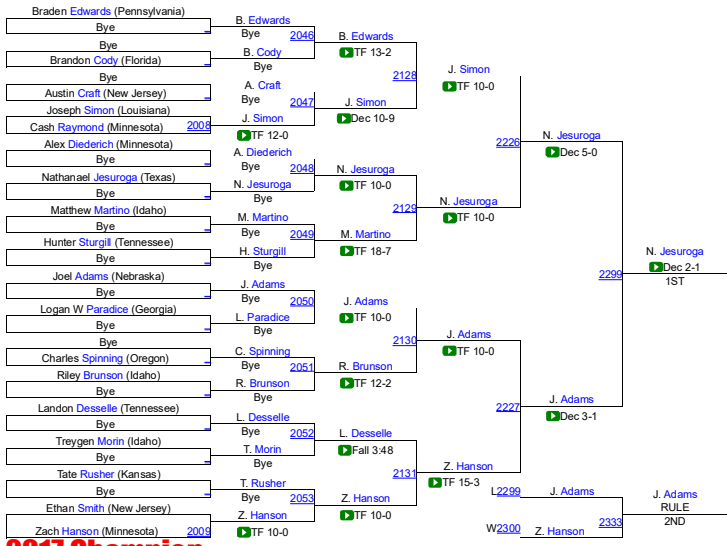 Braden Edwards (Pennsylvania)
Bye
Bye
Brandon Cody (Florida)
Bye
Austin Craft (New Jersey)
Joseph Simon (Louisiana)
Cash Raymond (Minnesota) 2008
Alex Diederich (Minnesota)
Bye
Nathanael Jesuroga (Texas)
Bye
Matthew Martino (Idaho)
Bye
Hunter Sturgill (Tennessee)
Bye
Joel Adams (Nebraska)
Bye
Logan W Paradice (Georgia)
Bye
Bye
Charles Spinning (Oregon)
Riley Brunson (Idaho)
Bye
Landon Desselle (Tennessee)
Bye
Treygen Morin (Idaho)
Bye
Tate Rusher (Kansas)
Bye
Ethan Smith (New Jersey)
Zach Hanson (Minnesota) 2009
B. Edwards
Bye 2046
B. Cody
Bye
A. Craft
Bye 2047
J. Simon
TF 12-0
A. Diederich
Bye 2048
N. Jesuroga
Bye
M. Martino
Bye 2049
H. Sturgill
Bye
J. Adams
Bye 2050
L. Paradice
Bye
C. Spinning
Bye 2051
R. Brunson
Bye
L. Desselle
Bye 2052
T. Morin
Bye
T. Rusher
Bye 2053
Z. Hanson
TF 10-0
B. Edwards
TF 13-2
2128
J. Simon
Dec 10-9
N. Jesuroga
TF 10-0
2129
M. Martino
TF 18-7
J. Adams
TF 10-0
2130
R. Brunson
TF 12-2
L. Desselle
Fall 3:48
2131
Z. Hanson
TF 10-0
J. Simon
TF 10-0
2226
N. Jesuroga
TF 10-0
J. Adams
TF 10-0
2227
Z. Hanson
TF 15-3
N. Jesuroga
Dec 5-0
2299
J. Adams
Dec 3-1
N. Jesuroga
Dec 2-1
1ST
L2299 J. Adams
W2300 Z. Hanson
2333
J. Adams
RULE
2ND
2017 Champion